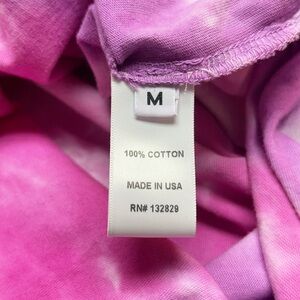 M
100% COTTON
MADE IN USA
RN# 132829